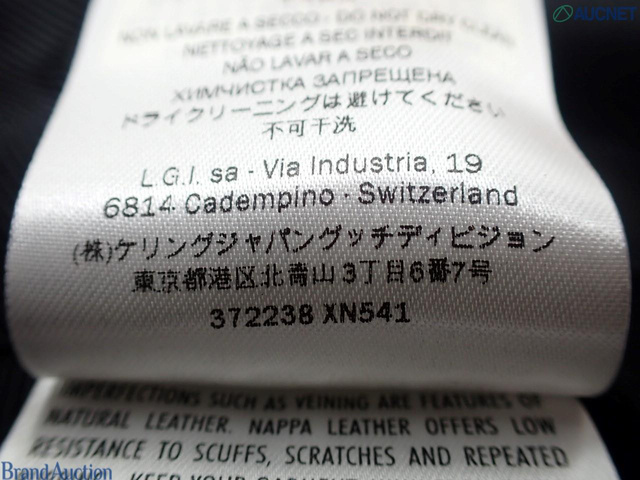 AUCNET
NON LAVARE A SECCO - DO NOT DRY CLEAN
NETTOYAGE A SEC INTERDIT
NÃO LAVAR A SECO
ХИМЧИСТКА ЗАПРЕЩЕНА
ドライクリーニングは避けてください
不可干洗
L.G.I. sa - Via Industria, 19
6814 Cadempino - Switzerland
(株)ケリングジャパングッチディビジョン
東京都港区北青山3丁目6番7号
372238 XN541
IMPERFECTIONS SUCH AS VEINING ARE FEATURES OF
NATURAL LEATHER. NAPPA LEATHER OFFERS LOW
RESISTANCE TO SCUFFS, SCRATCHES AND REPEATED
KEEP YOUR GARMENT
Brand Auction